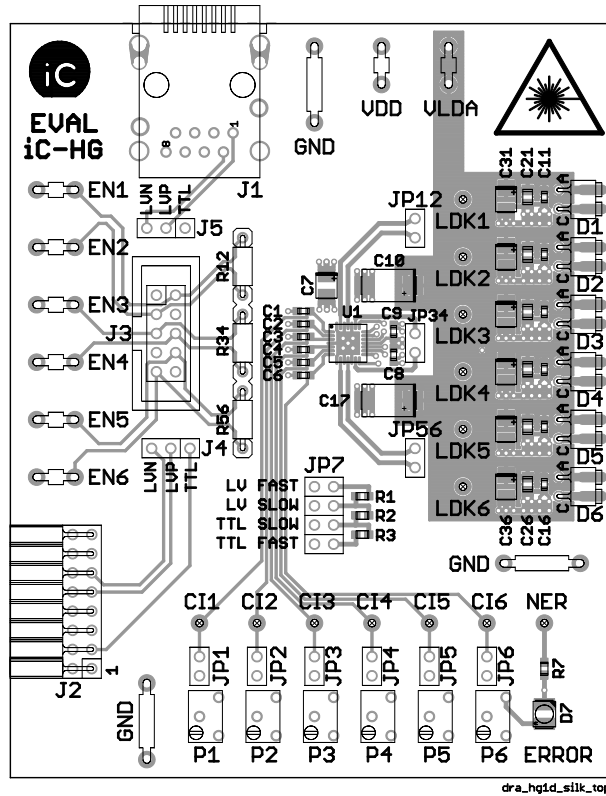 iC
EVAL
iC-HG
GND
VDD
VLDA
8
1
J1
LVN
LVP
TTL
J5
EN1
EN2
EN3
J3
EN4
EN5
EN6
R12
R34
R56
J4
LVN
LVP
TTL
C1
C2
C3
C4
C5
C6
C7
C10
U1
C9
JP34
C8
C17
JP12
JP56
LDK1
LDK2
LDK3
LDK4
LDK5
LDK6
C31
C21
C11
A
C
D1
D2
D3
D4
D5
D6
C36
C26
C16
JP7
LV FAST
LV SLOW
TTL SLOW
TTL FAST
R1
R2
R3
GND
CI1
CI2
CI3
CI4
CI5
CI6
NER
JP1
JP2
JP3
JP4
JP5
JP6
R7
D7
J2
1
GND
P1
P2
P3
P4
P5
P6
ERROR
dra_hg1d_silk_top